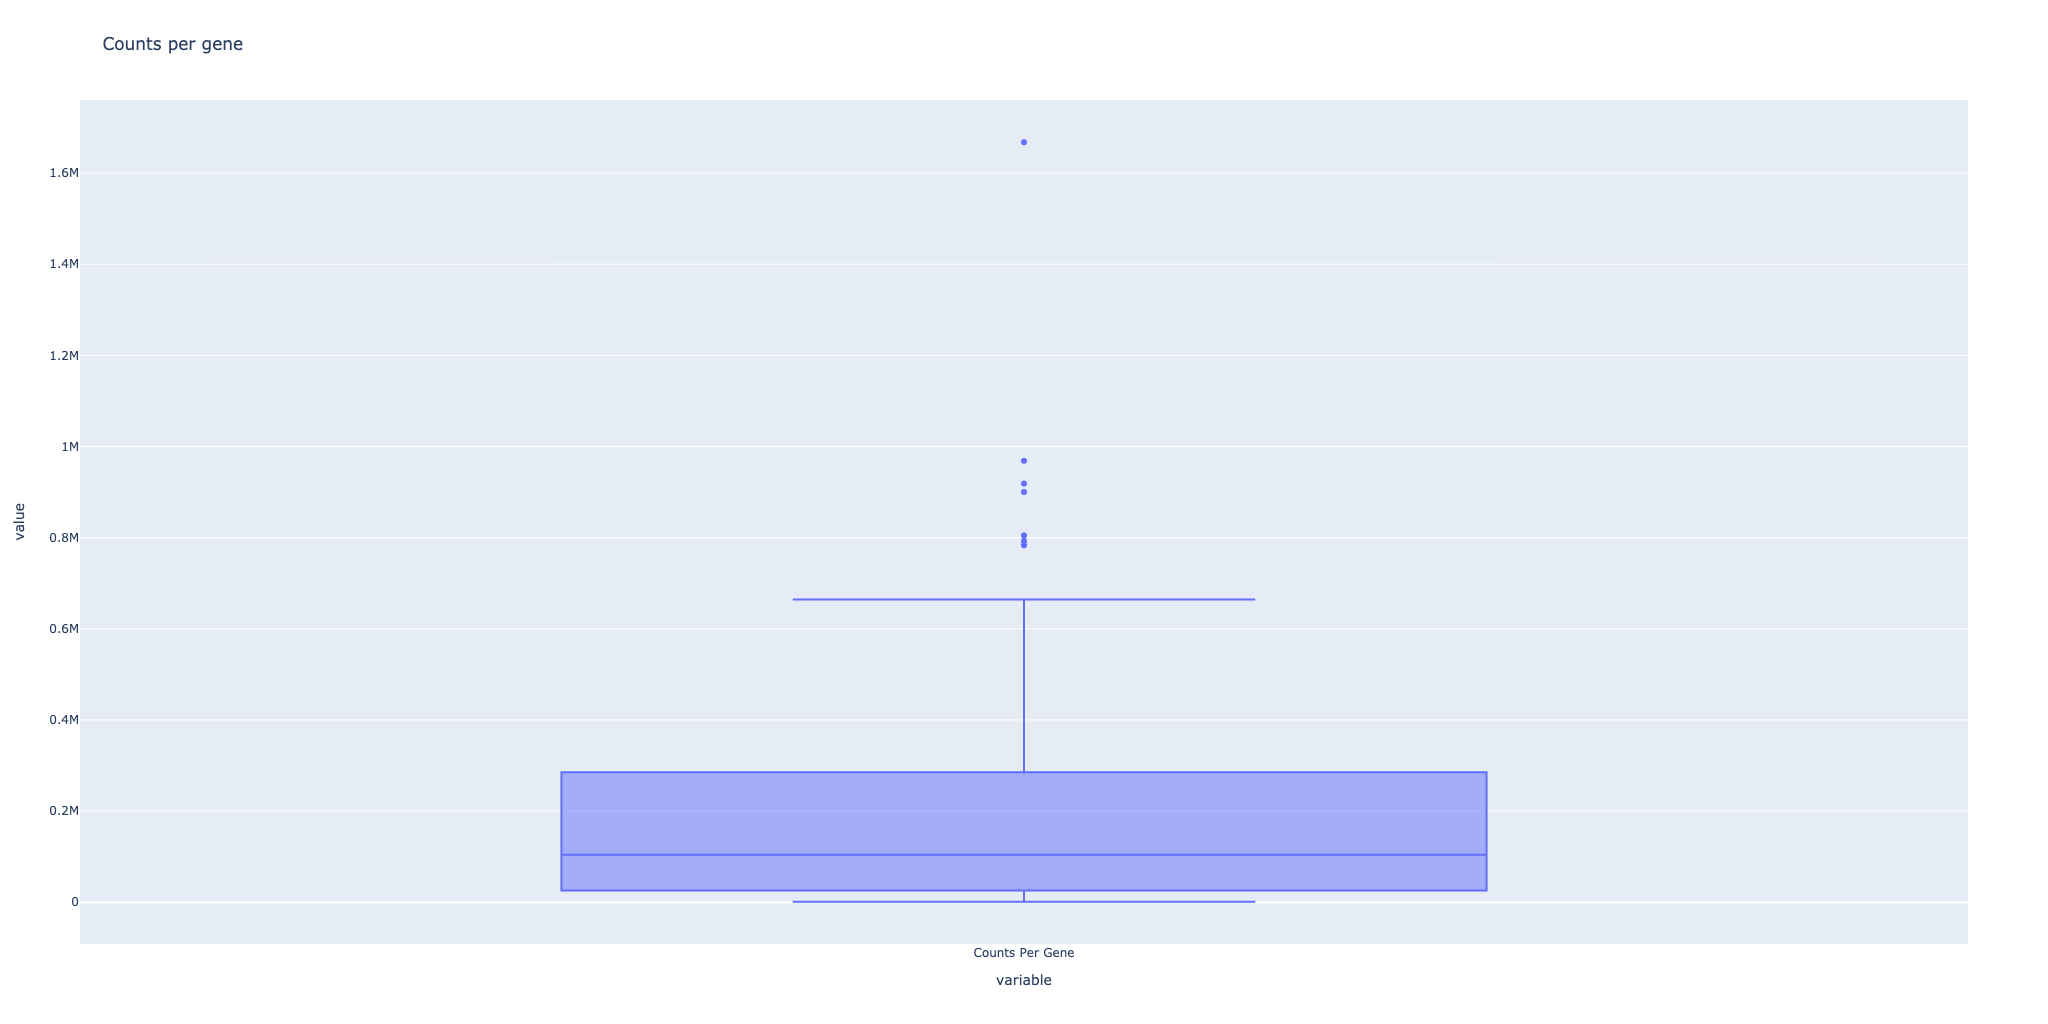 Counts per gene
1.6M
1.4M
1.2M
1M
0.8M
0.6M
0.4M
0.2M
0
value
Counts Per Gene
variable